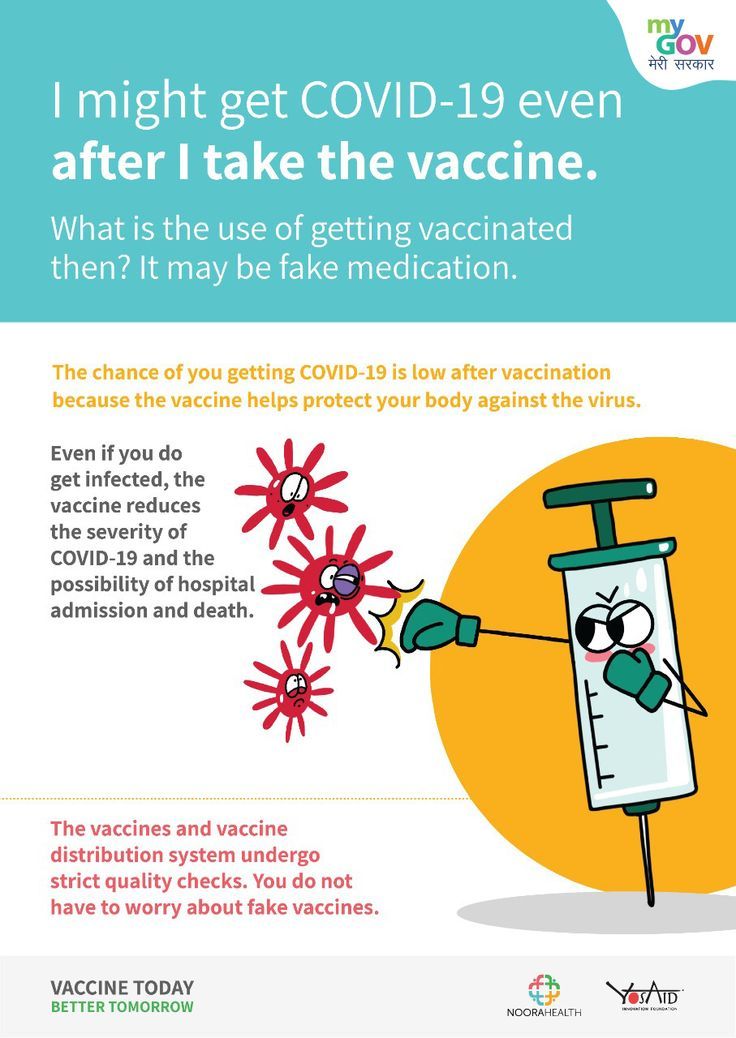 my
GOV
मेरी सरकार
I might get COVID-19 even
after I take the vaccine.
What is the use of getting vaccinated
then? It may be fake medication.
The chance of you getting COVID-19 is low after vaccination
because the vaccine helps protect your body against the virus.
Even if you do
get infected, the
vaccine reduces
the severity of
COVID-19 and the
possibility of hospital
admission and death.
The vaccines and vaccine
distribution system undergo
strict quality checks. You do not
have to worry about fake vaccines.
VACCINE TODAY
BETTER TOMORROW
NOORAHEALTH
YOSAID
INNOVATION FOUNDATION